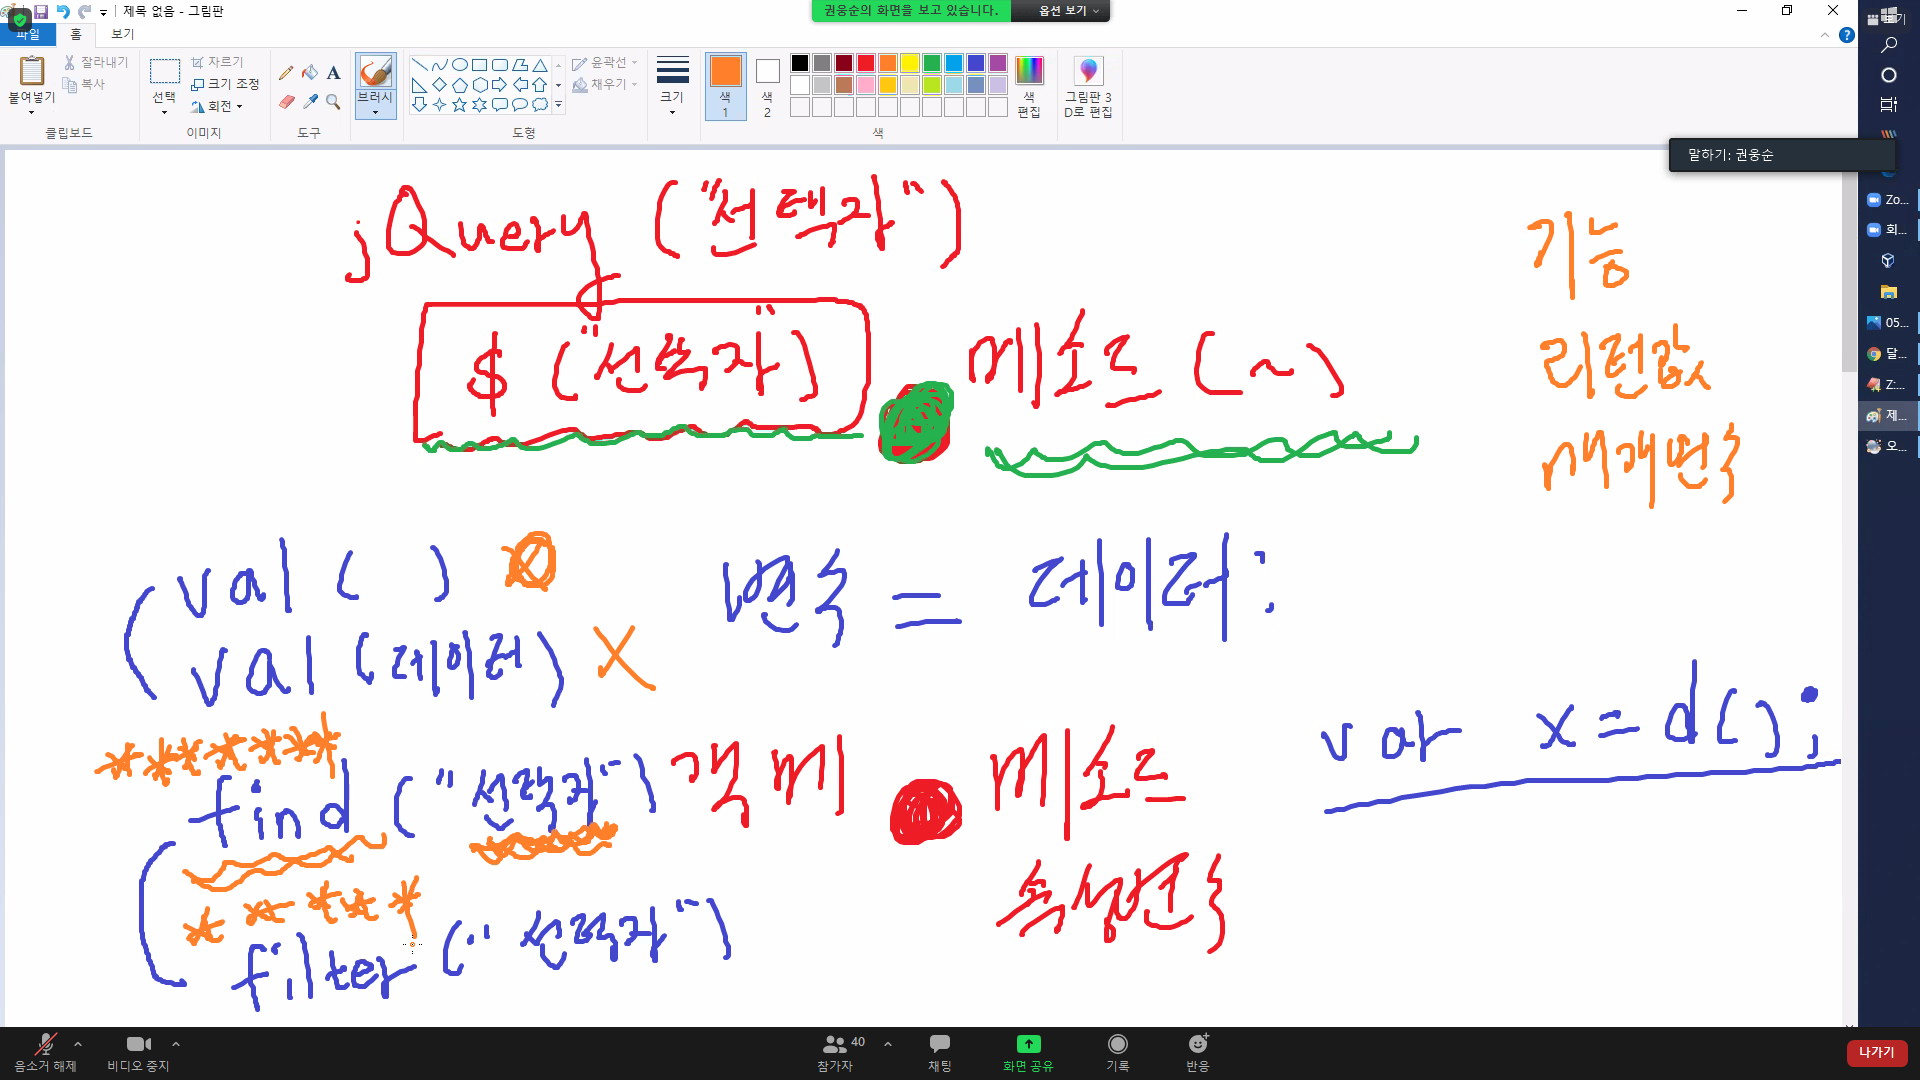 제목 없음 - 그림판
권웅순의 화면을 보고 있습니다.
옵션 보기
파일
홈
보기
붙여넣기
잘라내기
복사
클립보드
선택
자르기
크기 조정
회전
이미지
도구
브러시
도형
윤곽선
채우기
크기
색
1
색
2
색
편집
색
그림판 3
D로 편집
말하기: 권웅순
jQuery ("선택자")
$ ("선택자") 메소드 (~)
기능
리턴값
매개변수
val ( )
val (데이터) X
변수 = 데이터;
var x = d( );
****** 
find ("선택자")
객체 메소드
속성변수
* ** ** *
filter ("선택자")
Zo...
회...
05...
달...
Z:...
제...
오...
음소거 해제
비디오 중지
40
참가자
채팅
화면 공유
기록
반응
나가기